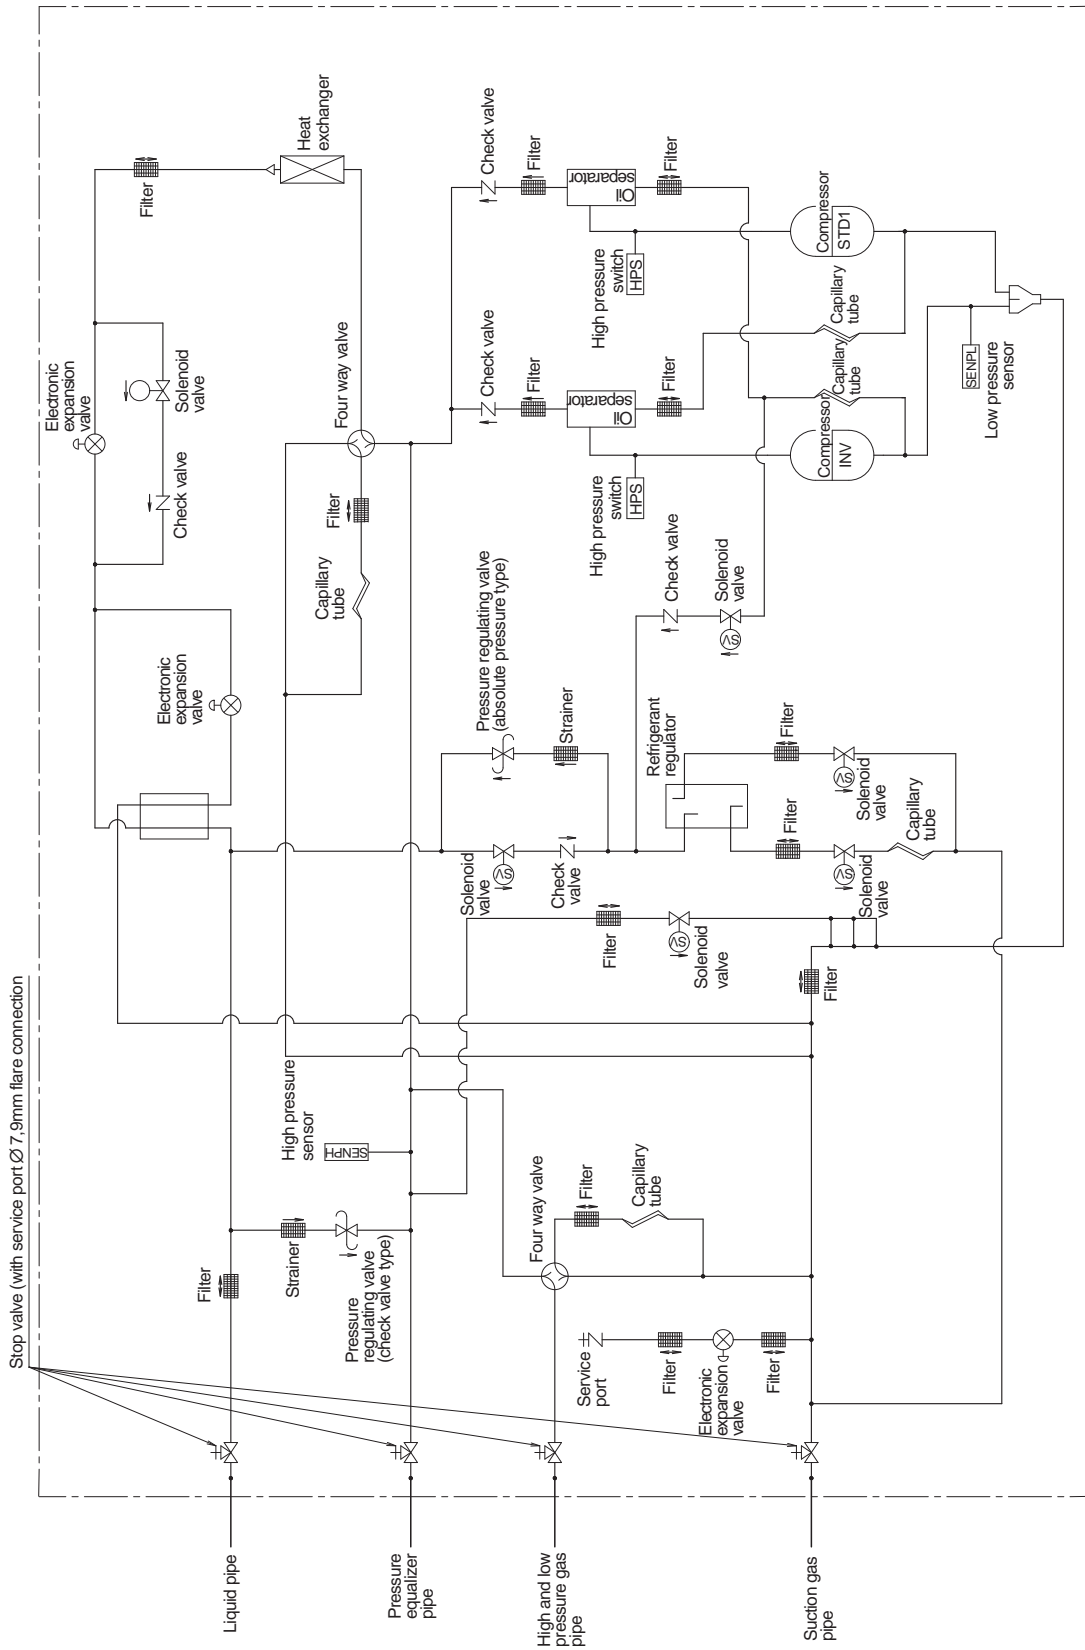 Stop valve (with service port Ø 7,9mm flare connection
Heat
exchanger
Filter
Electronic
expansion
valve
Solenoid
valve
Check valve
Four way valve
Filter
Capillary
tube
Electronic
expansion
valve
Check valve
Filter
Oil
separator
Filter
High pressure
switch
HPS
Compressor
STD1
Capillary
tube
Check valve
Filter
Oil
separator
Filter
High pressure
switch
HPS
Compressor
INV
Capillary
tube
SENPL
Low pressure
sensor
Check valve
Solenoid
valve
SV
Pressure regulating valve
(absolute pressure type)
Strainer
Refrigerant
regulator
Filter
SV
Solenoid
valve
Filter
SV
Solenoid
valve
Capillary
tube
SV
Solenoid
valve
Check
valve
Filter
SV
Solenoid
valve
Filter
High pressure
sensor
SENPH
Filter
Strainer
Pressure
regulating valve
(check valve type)
Four way valve
Filter
Capillary
tube
Service
port
Filter
Electronic
expansion
valve
Filter
Liquid pipe
Pressure
equalizer
pipe
High and low
pressure gas
pipe
Suction gas
pipe